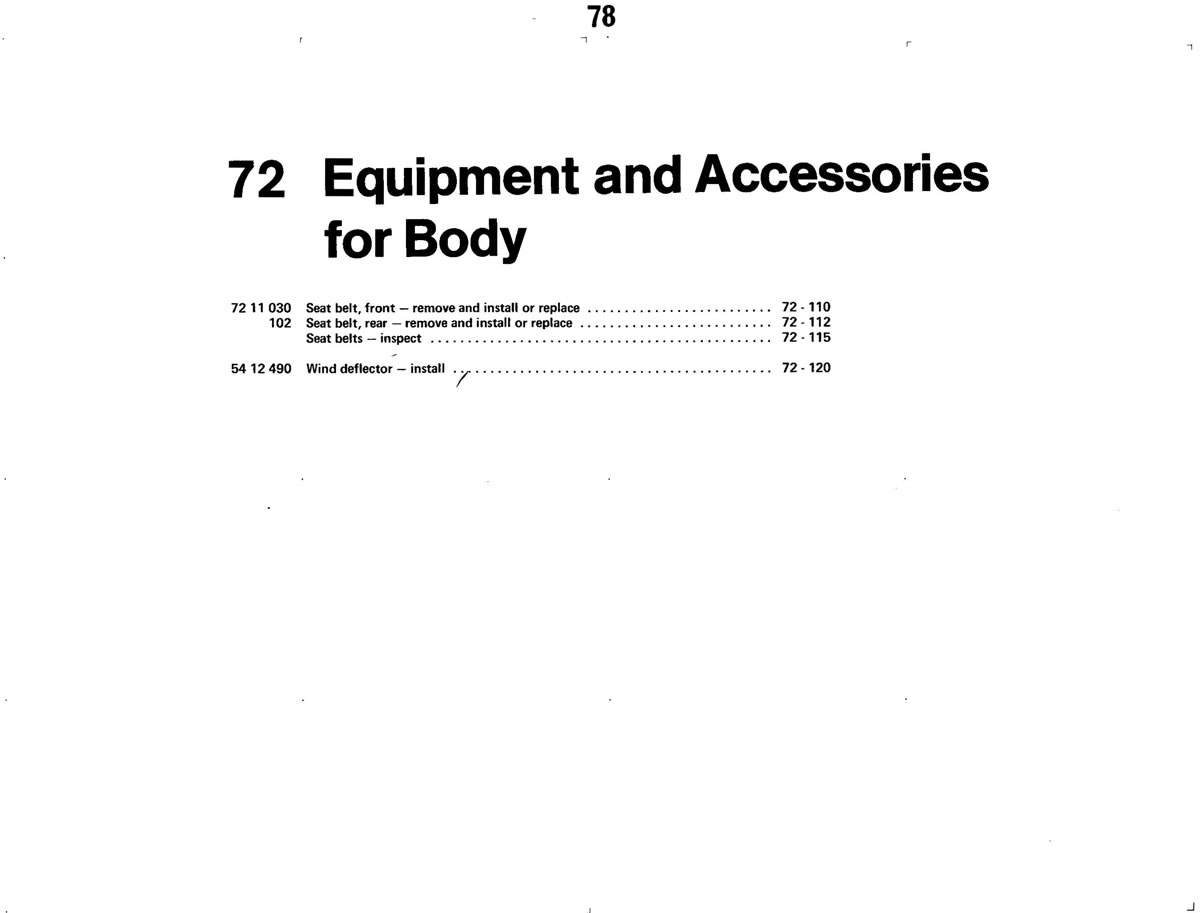 78
72 Equipment and Accessories
for Body
72 11 030 Seat belt, front – remove and install or replace ......................... 72 - 110
102 Seat belt, rear – remove and install or replace .......................... 72 - 112
Seat belts – inspect .............................................. 72 - 115
54 12 490 Wind deflector – install ........................................... 72 - 120